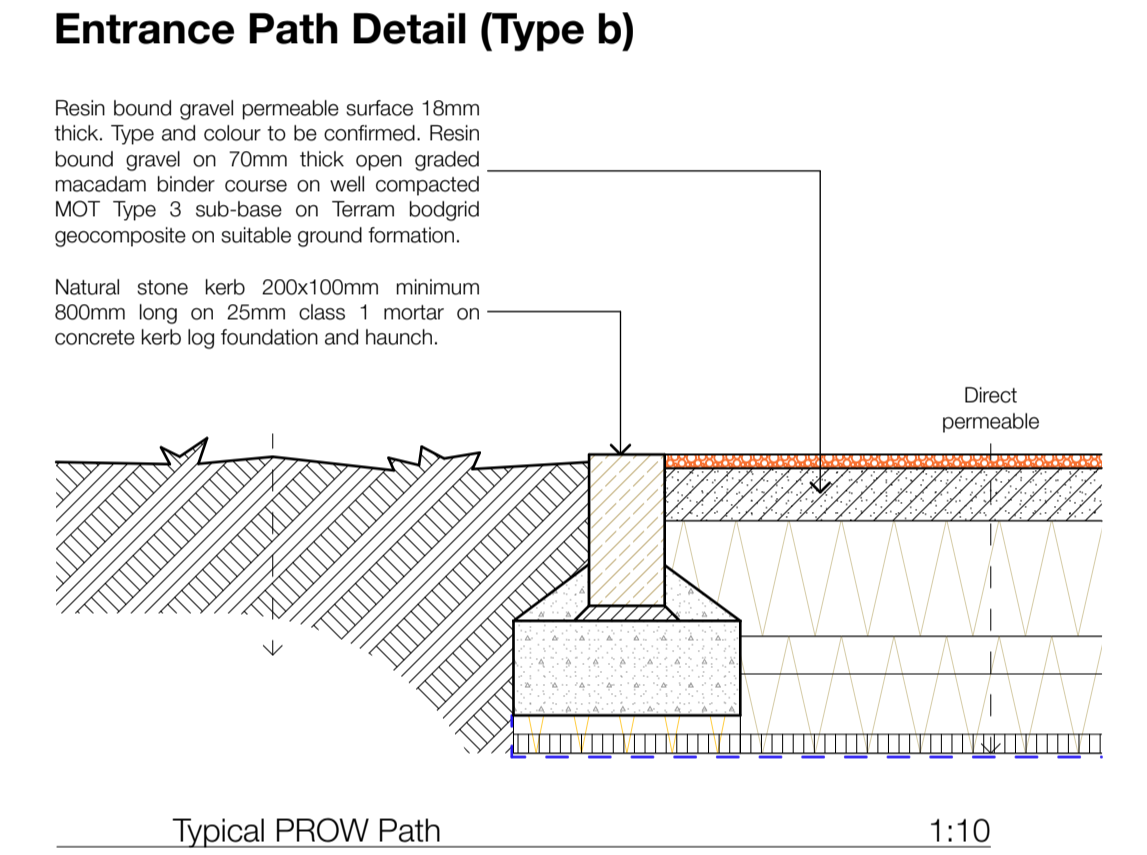 Entrance Path Detail (Type b)
Resin bound gravel permeable surface 18mm
thick. Type and colour to be confirmed. Resin
bound gravel on 70mm thick open graded
macadam binder course on well compacted
MOT Type 3 sub-base on Terram bodgrid
geocomposite on suitable ground formation.
Natural stone kerb 200x100mm minimum
800mm long on 25mm class 1 mortar on
concrete kerb log foundation and haunch.
Direct
permeable
Typical PROW Path
1:10